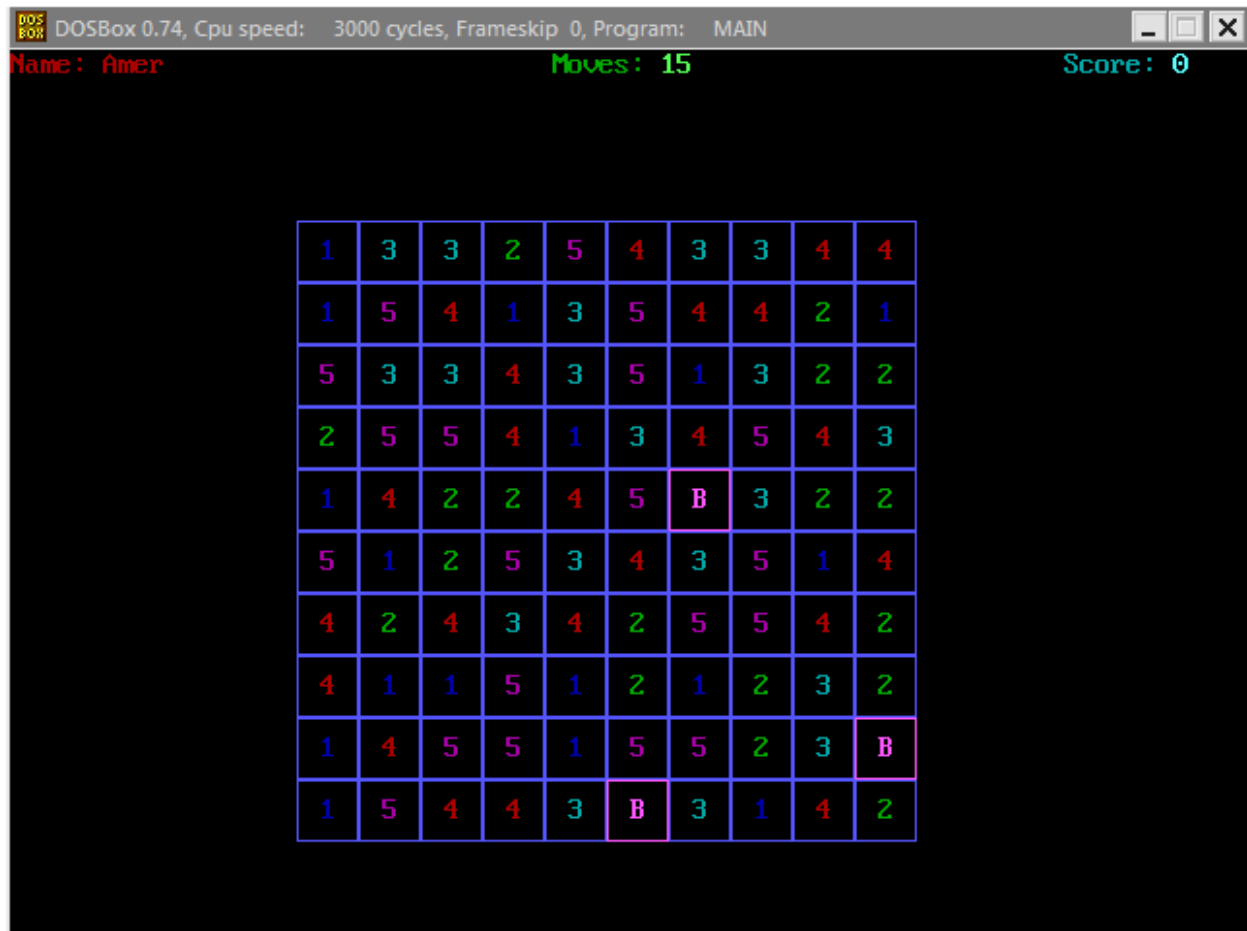 DOS BOX DOSBox 0.74, Cpu speed: 3000 cycles, Frameskip 0, Program: MAIN
Name: Amer Moves: 15 Score: 0
1 3 3 2 5 4 3 3 4 4
1 5 4 1 3 5 4 4 2 1
5 3 3 4 3 5 1 3 2 2
2 5 5 4 1 3 4 5 4 3
1 4 2 2 4 5 B 3 2 2
5 1 2 5 3 4 3 5 1 4
4 2 4 3 4 2 5 5 4 2
4 1 1 5 1 2 1 2 3 2
1 4 5 5 1 5 5 2 3 B
1 5 4 4 3 B 3 1 4 2